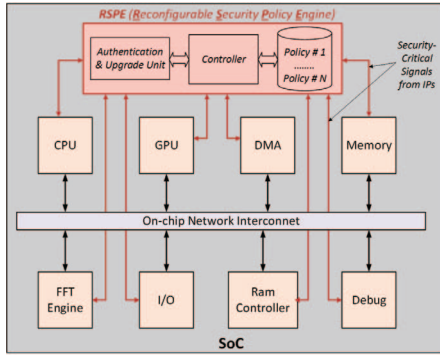 RSPE (Reconfigurable Security Policy Engine)
Authentication
& Upgrade Unit
Controller
Policy # 1
........
Policy # N
Security-
Critical
Signals
from IPs
CPU
GPU
DMA
Memory
On-chip Network Interconnet
FFT
Engine
I/O
Ram
Controller
Debug
SoC